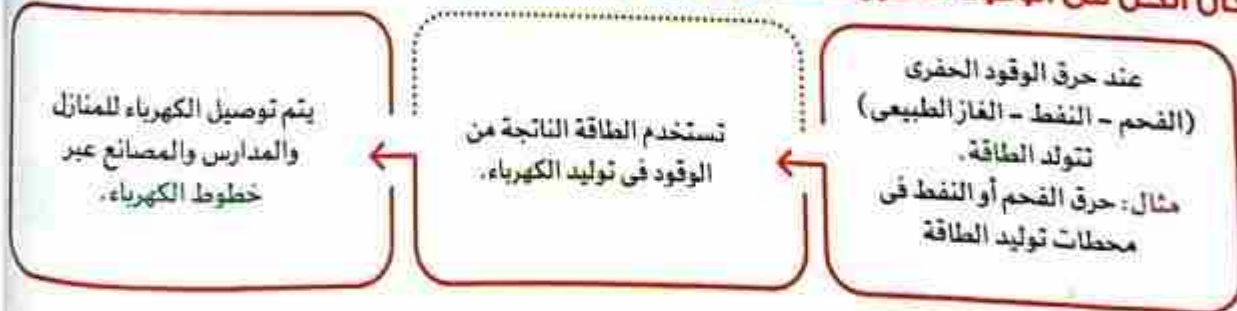 عند حرق الوقود الحفرى
(الفحم – النفط – الغاز الطبيعى)
تتولد الطاقة.
مثال: حرق الفحم أو النفط فى
محطات توليد الطاقة
تستخدم الطاقة الناتجة من
الوقود فى توليد الكهرباء.
يتم توصيل الكهرباء للمنازل
والمدارس والمصانع عبر
خطوط الكهرباء.